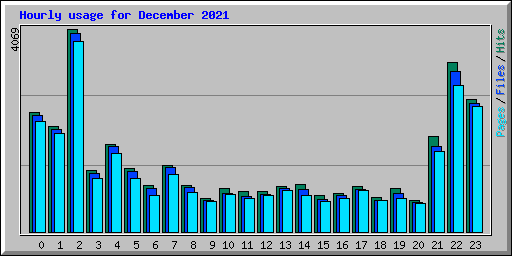 Hourly usage for December 2021
4069
Pages / Files / Hits
0 1 2 3 4 5 6 7 8 9 10 11 12 13 14 15 16 17 18 19 20 21 22 23